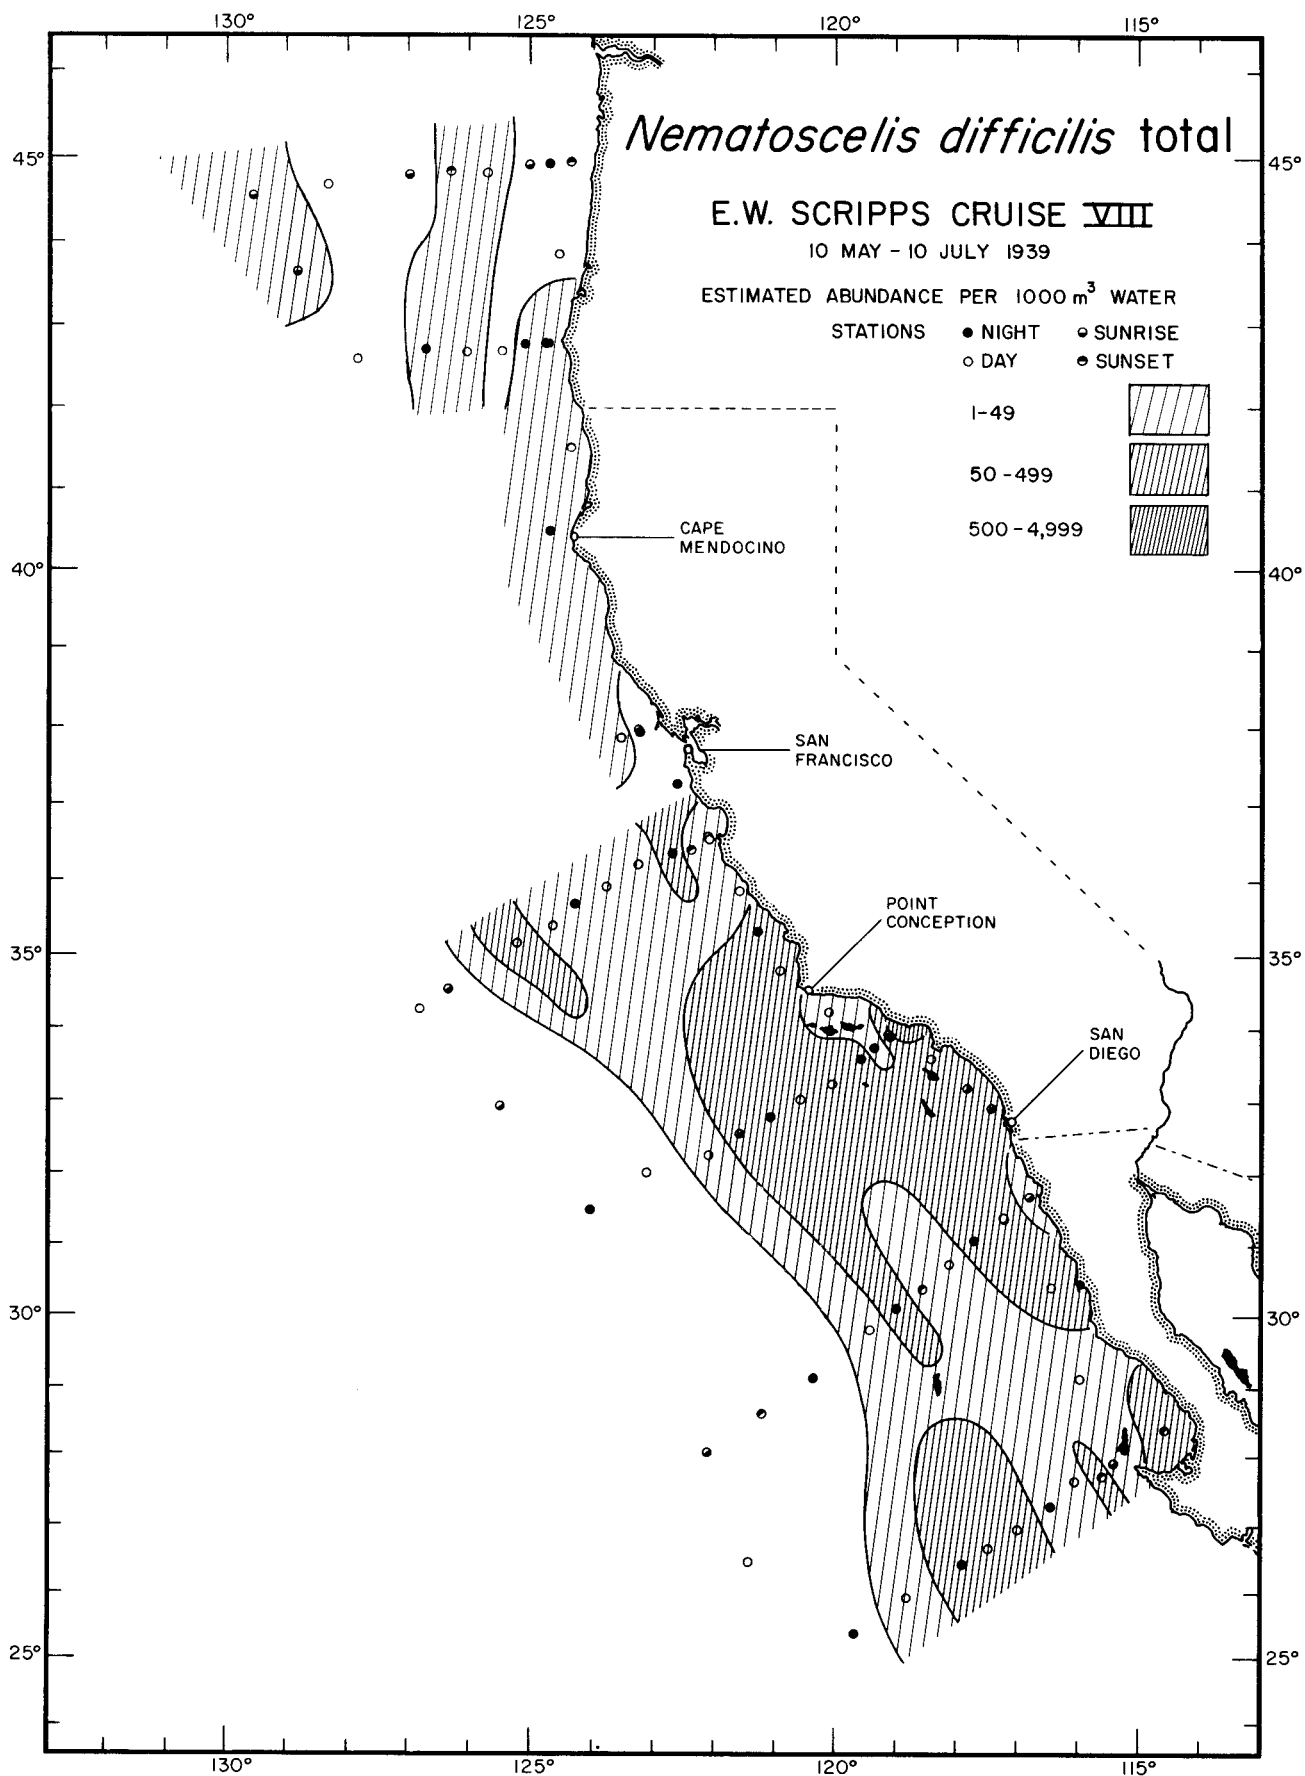 130° 125° 120° 115°
Nematoscelis difficilis total
45° 45°
E.W. SCRIPPS CRUISE VIII
10 MAY – 10 JULY 1939
ESTIMATED ABUNDANCE PER 1000 m³ WATER
STATIONS ● NIGHT ◒ SUNRISE
○ DAY ◓ SUNSET
1–49
50–499
500–4,999
CAPE
MENDOCINO
40° 40°
SAN
FRANCISCO
POINT
CONCEPTION
35° 35°
SAN
DIEGO
30° 30°
25° 25°
130° 125° 120° 115°